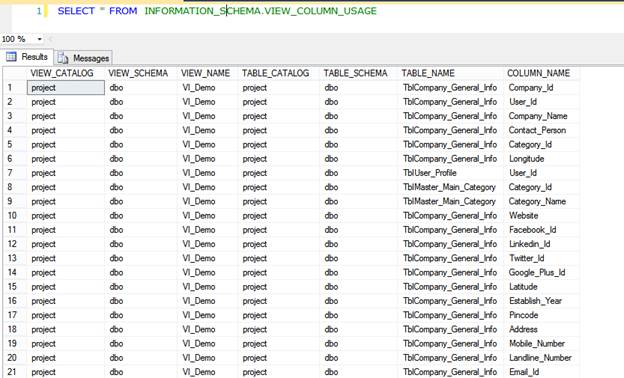 1 SELECT * FROM INFORMATION_SCHEMA.VIEW_COLUMN_USAGE
100 %
Results Messages
VIEW_CATALOG VIEW_SCHEMA VIEW_NAME TABLE_CATALOG TABLE_SCHEMA TABLE_NAME COLUMN_NAME
1 project dbo VI_Demo project dbo TblCompany_General_Info Company_Id
2 project dbo VI_Demo project dbo TblCompany_General_Info User_Id
3 project dbo VI_Demo project dbo TblCompany_General_Info Company_Name
4 project dbo VI_Demo project dbo TblCompany_General_Info Contact_Person
5 project dbo VI_Demo project dbo TblCompany_General_Info Category_Id
6 project dbo VI_Demo project dbo TblCompany_General_Info Longitude
7 project dbo VI_Demo project dbo TblUser_Profile User_Id
8 project dbo VI_Demo project dbo TblMaster_Main_Category Category_Id
9 project dbo VI_Demo project dbo TblMaster_Main_Category Category_Name
10 project dbo VI_Demo project dbo TblCompany_General_Info Website
11 project dbo VI_Demo project dbo TblCompany_General_Info Facebook_Id
12 project dbo VI_Demo project dbo TblCompany_General_Info Linkedin_Id
13 project dbo VI_Demo project dbo TblCompany_General_Info Twitter_Id
14 project dbo VI_Demo project dbo TblCompany_General_Info Google_Plus_Id
15 project dbo VI_Demo project dbo TblCompany_General_Info Latitude
16 project dbo VI_Demo project dbo TblCompany_General_Info Establish_Year
17 project dbo VI_Demo project dbo TblCompany_General_Info Pincode
18 project dbo VI_Demo project dbo TblCompany_General_Info Address
19 project dbo VI_Demo project dbo TblCompany_General_Info Mobile_Number
20 project dbo VI_Demo project dbo TblCompany_General_Info Landline_Number
21 project dbo VI_Demo project dbo TblCompany_General_Info Email_Id